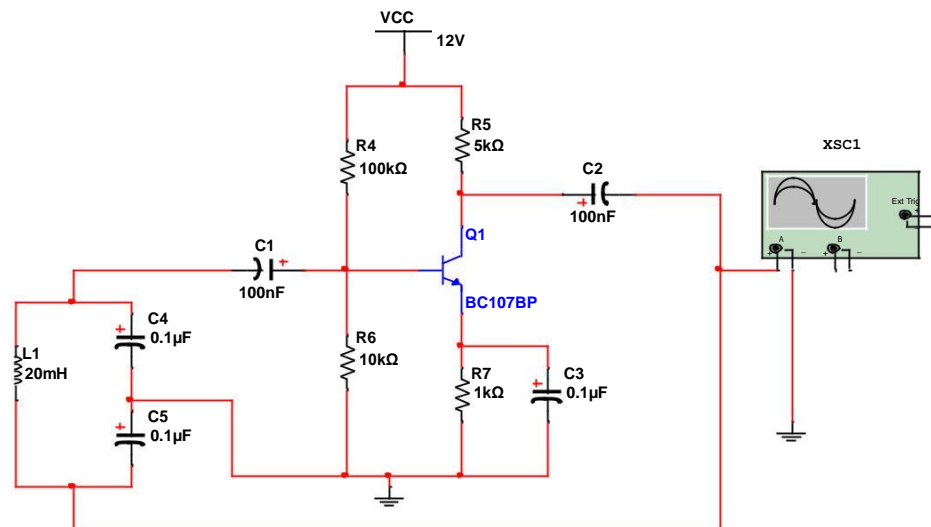 VCC
12V
R4
100kΩ
R5
5kΩ
C2
100nF
XSC1
Ext Trig
A
B
Q1
BC107BP
C1
100nF
C4
0.1µF
L1
20mH
C5
0.1µF
R6
10kΩ
R7
1kΩ
C3
0.1µF